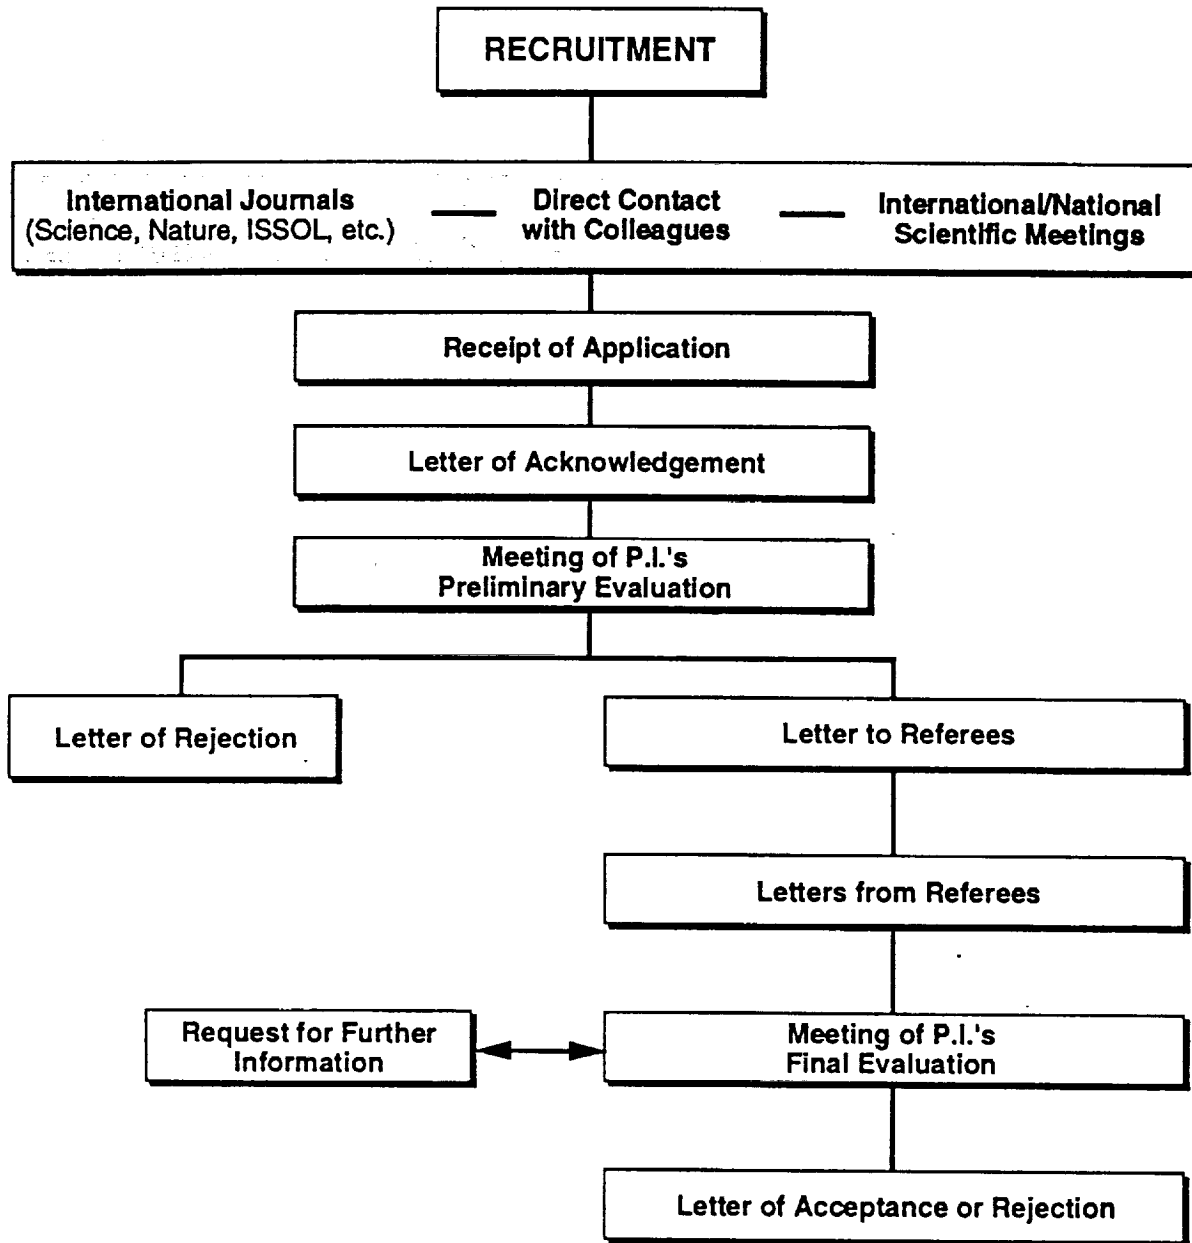 RECRUITMENT
International Journals
(Science, Nature, ISSOL, etc.)
Direct Contact
with Colleagues
International/National
Scientific Meetings
Receipt of Application
Letter of Acknowledgement
Meeting of P.I.'s
Preliminary Evaluation
Letter of Rejection
Letter to Referees
Letters from Referees
Request for Further
Information
Meeting of P.I.'s
Final Evaluation
Letter of Acceptance or Rejection